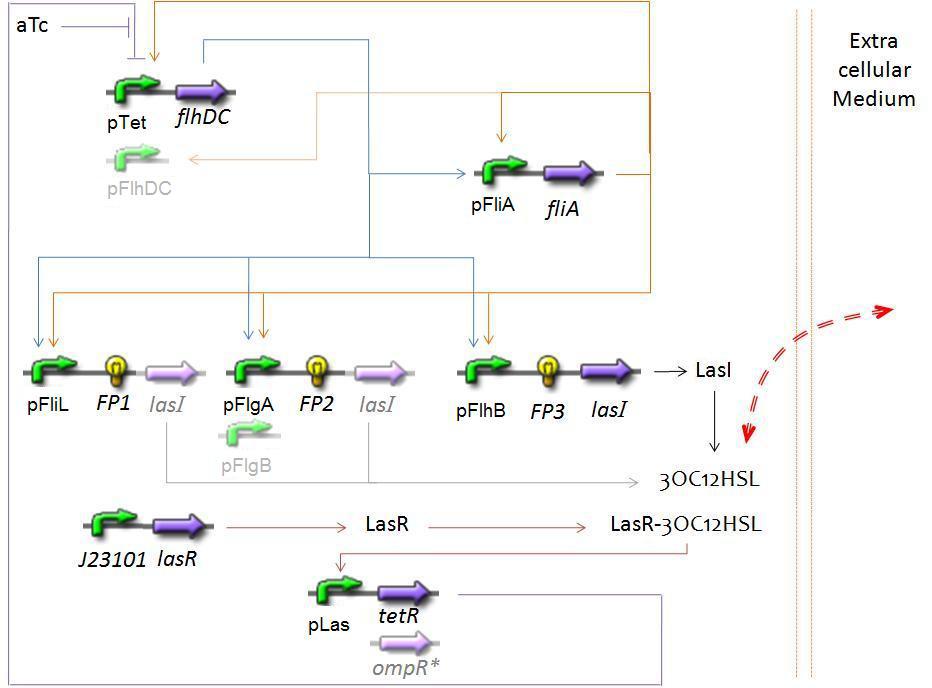 aTc
Extra
cellular
Medium
pTet
flhDC
pFlhDC
pFliA
fliA
pFliL
FP1
lasI
pFlgA
FP2
lasI
pFlhB
FP3
lasI
LasI
pFlgB
3OC12HSL
J23101
lasR
LasR
LasR-3OC12HSL
pLas
tetR
ompR*